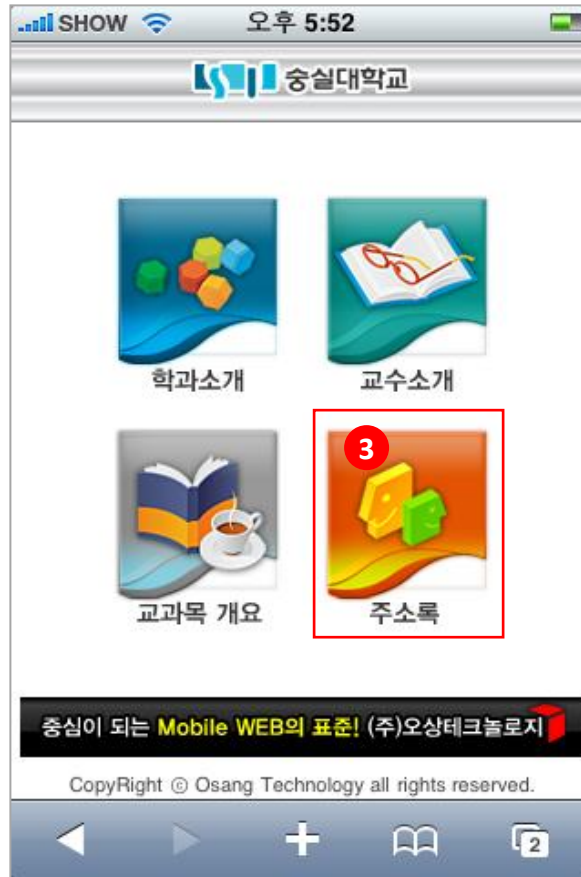 SHOW 오후 5:52
숭실대학교
학과소개 교수소개
3
교과목 개요 주소록
중심이 되는 Mobile WEB의 표준! (주)오상테크놀로지
CopyRight ⓒ Osang Technology all rights reserved.
2